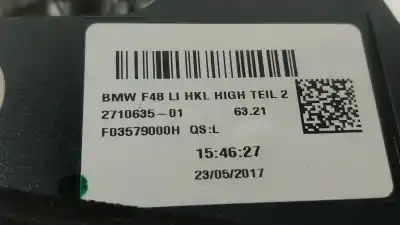 BMW F48 LI HKL HIGH TEIL 2
2710635-01 63.21
F03579000H QS:L
15:46:27
23/05/2017